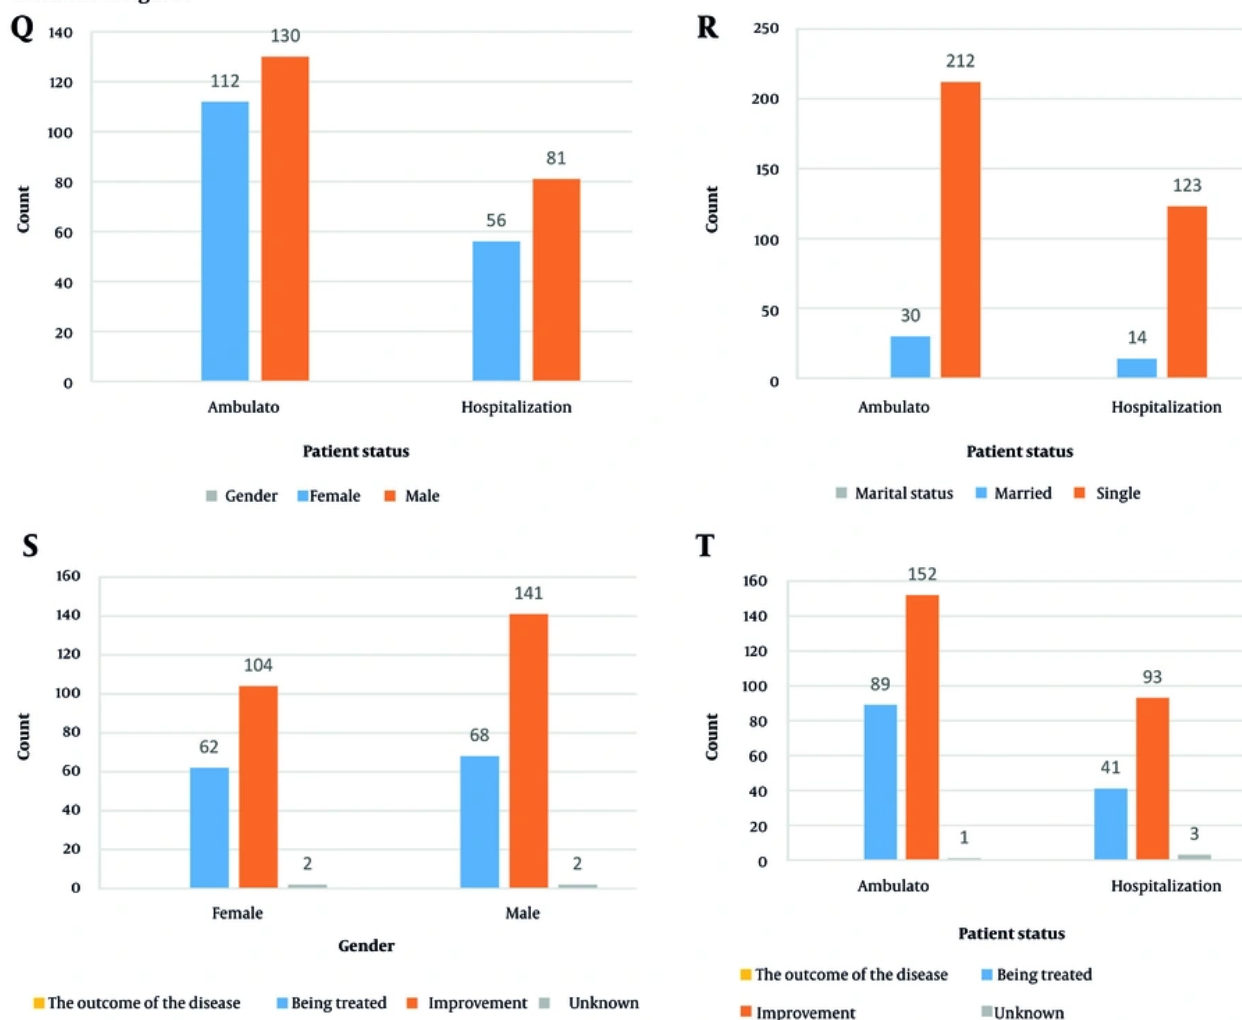 Q
140
120
100
80
60
40
20
0
Count
112
130
56
81
Ambulato
Hospitalization
Patient status
Gender Female Male
R
250
200
150
100
50
0
Count
30
212
14
123
Ambulato
Hospitalization
Patient status
Marital status Married Single
S
160
140
120
100
80
60
40
20
0
Count
62
104
2
68
141
2
Female
Male
Gender
The outcome of the disease Being treated Improvement Unknown
T
160
140
120
100
80
60
40
20
0
Count
89
152
1
41
93
3
Ambulato
Hospitalization
Patient status
The outcome of the disease Being treated
Improvement Unknown